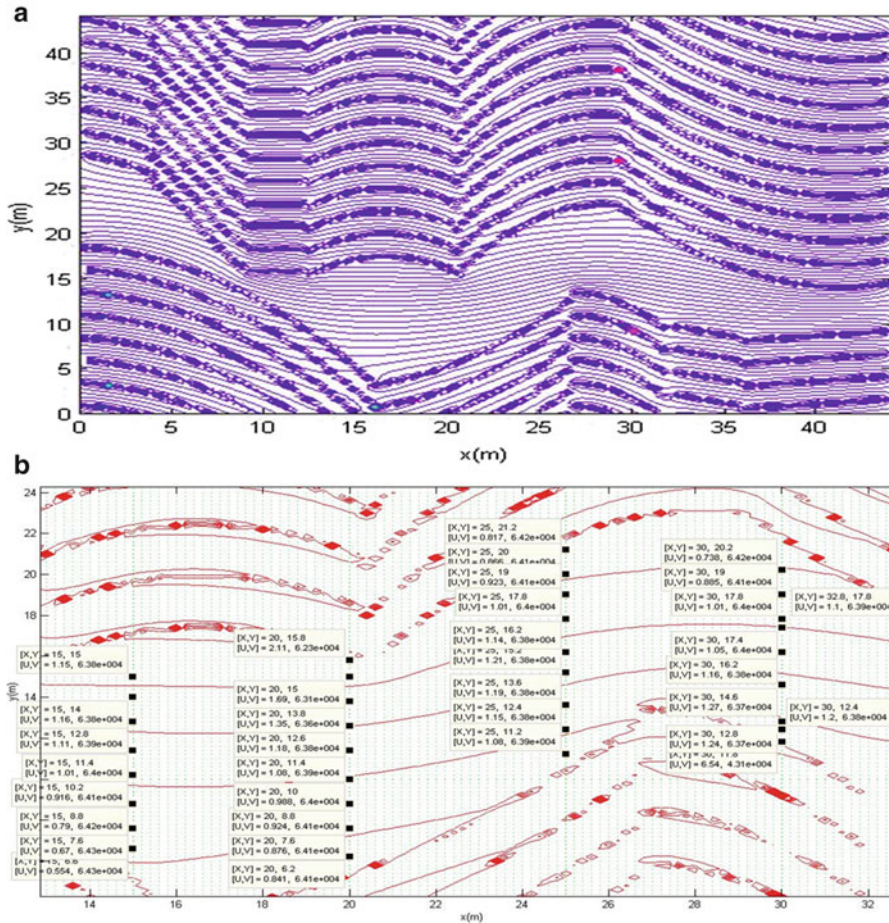 a
40
35
30
25
20
15
10
5
0
y(m)
0 5 10 15 20 25 30 35 40
x(m)
b
24
22
20
18
14
y(m)
[X,Y] = 15, 15
[U,V] = 1.15, 6.38e+004
[X,Y] = 15, 14
[U,V] = 1.16, 6.38e+004
[X,Y] = 15, 12.8
[U,V] = 1.11, 6.39e+004
[X,Y] = 15, 11.4
[U,V] = 1.01, 6.4e+004
[X,Y] = 15, 10.2
[U,V] = 0.916, 6.41e+004
[X,Y] = 15, 8.8
[U,V] = 0.79, 6.42e+004
[X,Y] = 15, 7.6
[U,V] = 0.67, 6.43e+004
[U,V] = 0.554, 6.43e+004
[X,Y] = 20, 15.8
[U,V] = 2.11, 6.23e+004
[X,Y] = 20, 15
[U,V] = 1.69, 6.31e+004
[X,Y] = 20, 13.8
[U,V] = 1.35, 6.36e+004
[X,Y] = 20, 12.6
[U,V] = 1.18, 6.38e+004
[X,Y] = 20, 11.4
[U,V] = 1.08, 6.39e+004
[X,Y] = 20, 10
[U,V] = 0.988, 6.4e+004
[X,Y] = 20, 8.8
[U,V] = 0.924, 6.41e+004
[X,Y] = 20, 7.6
[U,V] = 0.876, 6.41e+004
[X,Y] = 20, 6.2
[U,V] = 0.841, 6.41e+004
[X,Y] = 25, 21.2
[U,V] = 0.817, 6.42e+004
[X,Y] = 25, 20
[X,Y] = 25, 19
[U,V] = 0.923, 6.41e+004
[X,Y] = 25, 17.8
[U,V] = 1.01, 6.4e+004
[X,Y] = 25, 16.2
[U,V] = 1.14, 6.38e+004
[U,V] = 1.21, 6.38e+004
[X,Y] = 25, 13.6
[U,V] = 1.19, 6.38e+004
[X,Y] = 25, 12.4
[U,V] = 1.15, 6.38e+004
[X,Y] = 25, 11.2
[U,V] = 1.08, 6.39e+004
[X,Y] = 30, 20.2
[U,V] = 0.738, 6.42e+004
[X,Y] = 30, 19
[U,V] = 0.885, 6.41e+004
[X,Y] = 30, 17.8
[U,V] = 1.01, 6.4e+004
[X,Y] = 32.8, 17.8
[U,V] = 1.1, 6.39e+004
[X,Y] = 30, 17.4
[U,V] = 1.05, 6.4e+004
[X,Y] = 30, 16.2
[U,V] = 1.16, 6.38e+004
[X,Y] = 30, 14.6
[U,V] = 1.27, 6.37e+004
[X,Y] = 30, 12.4
[U,V] = 1.2, 6.38e+004
[X,Y] = 30, 12.8
[U,V] = 1.24, 6.37e+004
[U,V] = 6.54, 4.31e+004
14 16 18 20 22 24 26 28 30 32
x(m)